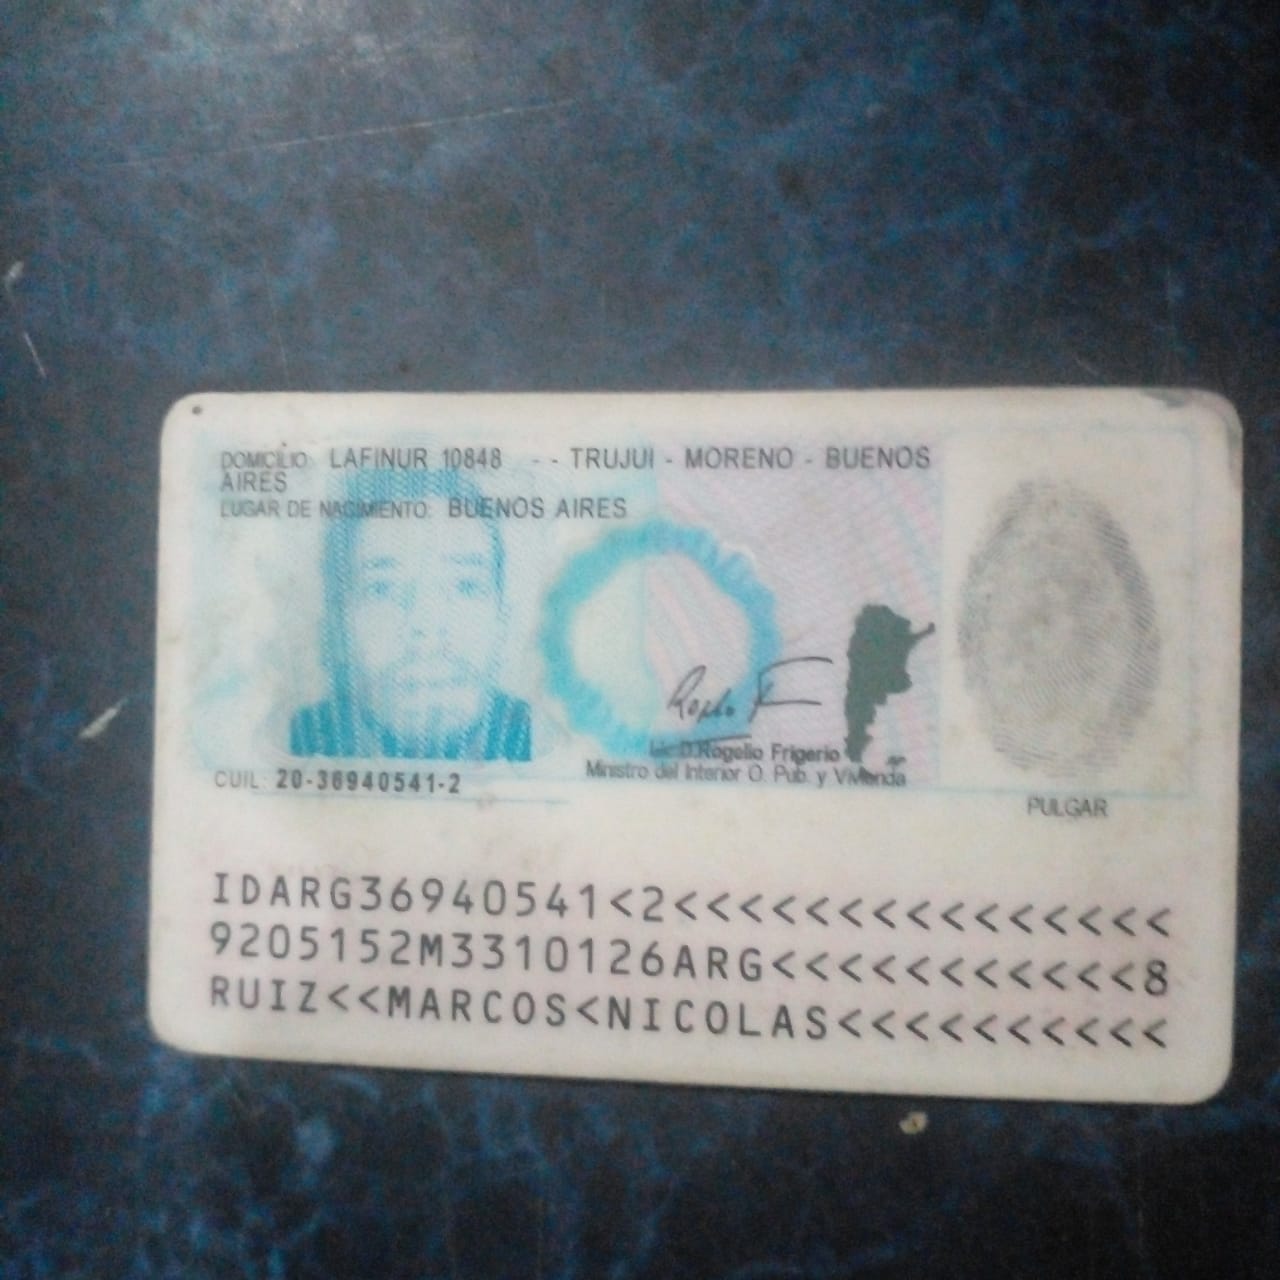 DOMICILIO: LAFINUR 10848 - - TRUJUI - MORENO - BUENOS
AIRES
LUGAR DE NACIMIENTO: BUENOS AIRES
Lic. D. Rogelio Frigerio
Ministro del Interior O. Pub. y Vivienda
CUIL: 20-36940541-2
PULGAR
IDARG36940541<2<<<<<<<<<<<<<<<
9205152M3310126ARG<<<<<<<<<<<8
RUIZ<<MARCOS<NICOLAS<<<<<<<<<<